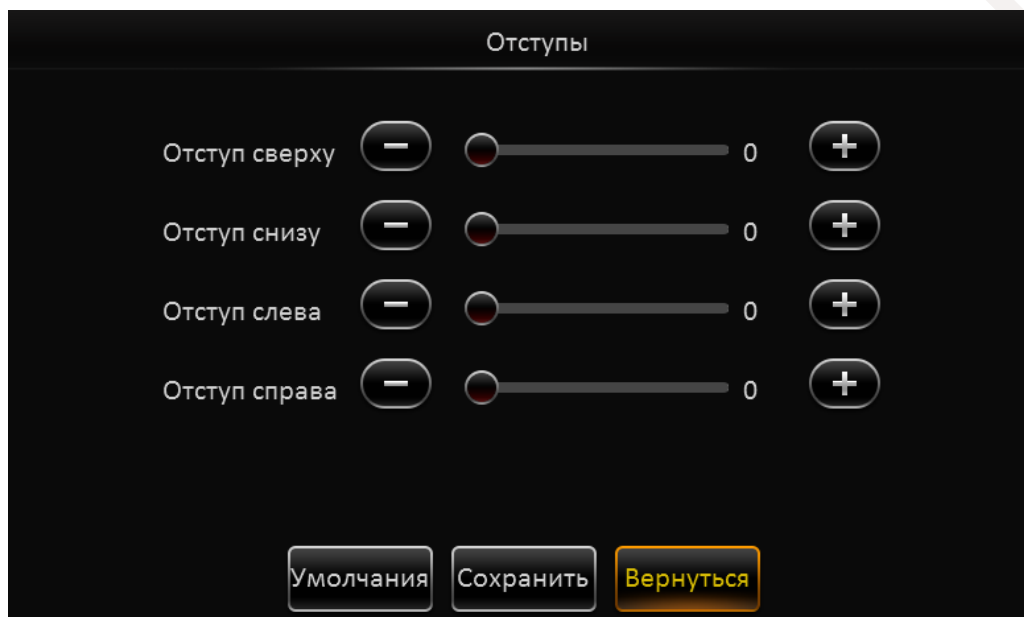 Отступы
Отступ сверху 0
Отступ снизу 0
Отступ слева 0
Отступ справа 0
Умолчания Сохранить Вернуться